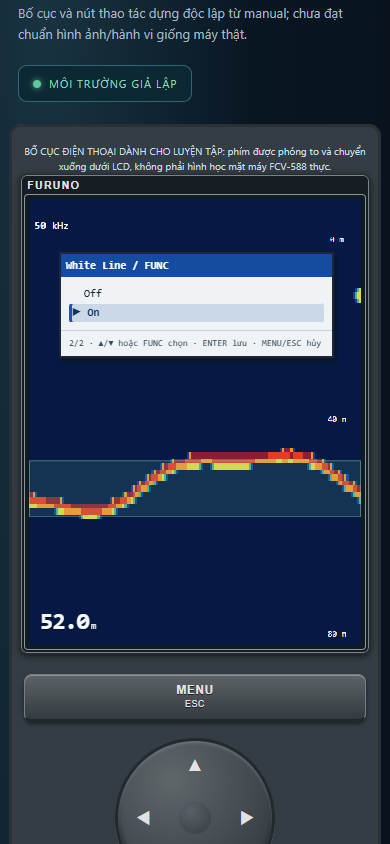 Bố cục và nút thao tác dựng độc lập từ manual; chưa đạt
chuẩn hình ảnh/hành vi giống máy thật.
MÔI TRƯỜNG GIẢ LẬP
BỐ CỤC ĐIỆN THOẠI DÀNH CHO LUYỆN TẬP: phím được phóng to và chuyển
xuống dưới LCD, không phải hình học mặt máy FCV-588 thực.
FURUNO
50 kHz
0 m
White Line / FUNC
Off
▶ On
2/2 · ▲/▼ hoặc FUNC chọn · ENTER lưu · MENU/ESC hủy
40 m
52.0m
80 m
MENU
ESC
▲
◀ ▶